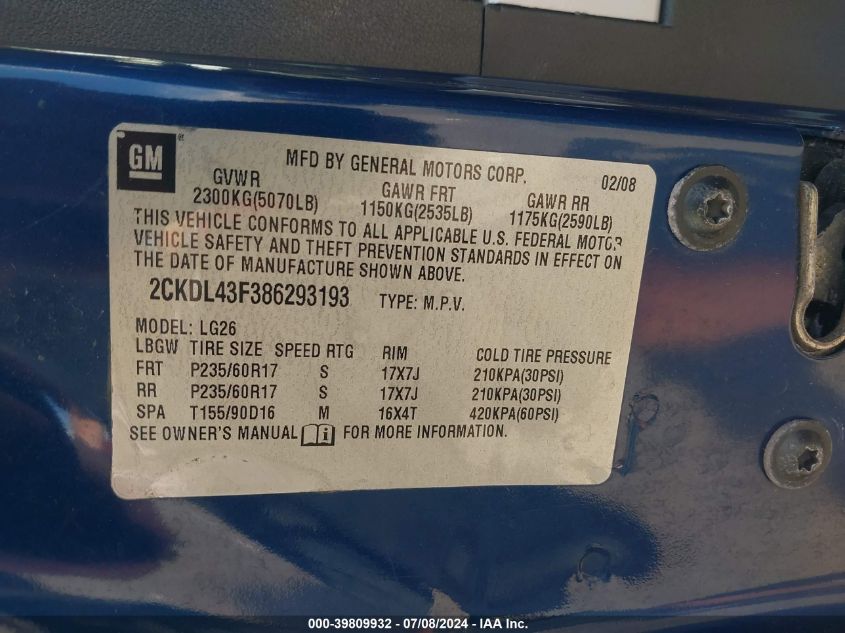 GM
MFD BY GENERAL MOTORS CORP. 02/08
GVWR GAWR FRT GAWR RR
2300KG(5070LB) 1150KG(2535LB) 1175KG(2590LB)
THIS VEHICLE CONFORMS TO ALL APPLICABLE U.S. FEDERAL MOTOR
VEHICLE SAFETY AND THEFT PREVENTION STANDARDS IN EFFECT ON
THE DATE OF MANUFACTURE SHOWN ABOVE.
2CKDL43F386293193 TYPE: M.P.V.
MODEL: LG26
LBGW TIRE SIZE SPEED RTG RIM COLD TIRE PRESSURE
FRT P235/60R17 S 17X7J 210KPA(30PSI)
RR P235/60R17 S 17X7J 210KPA(30PSI)
SPA T155/90D16 M 16X4T 420KPA(60PSI)
SEE OWNER'S MANUAL i FOR MORE INFORMATION.
000-39809932 - 07/08/2024 - IAA Inc.